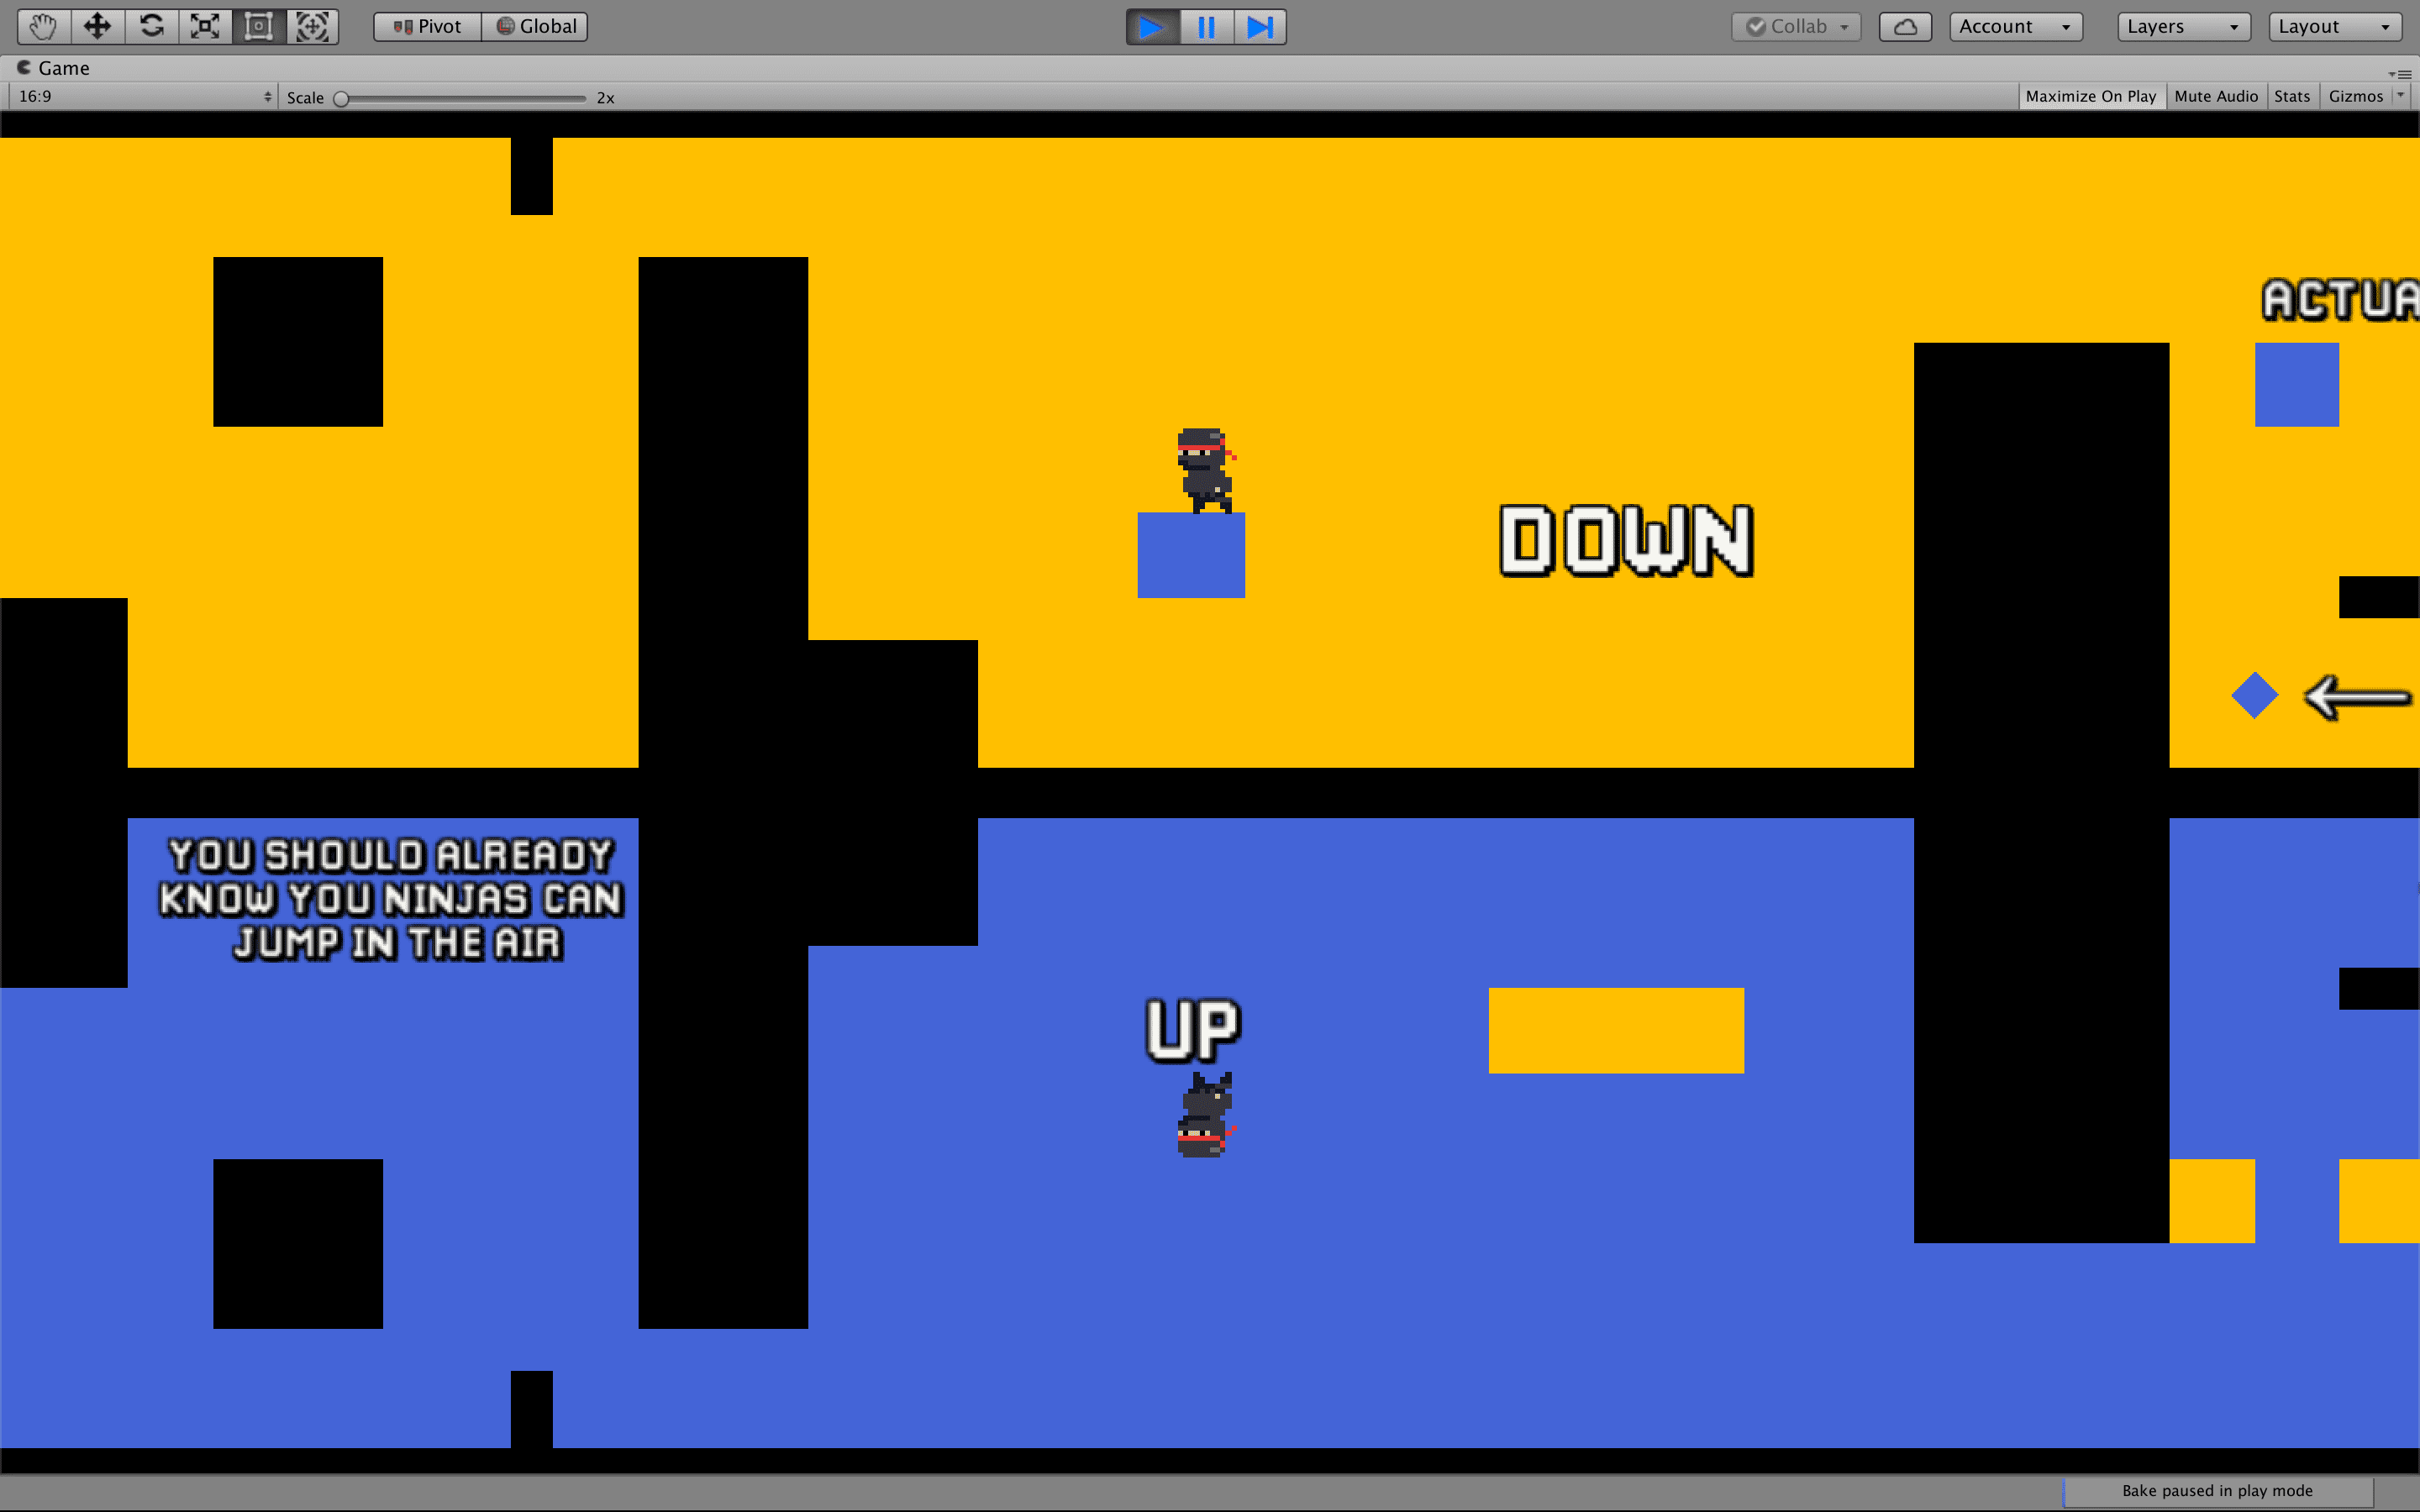 Pivot Global Collab Account Layers Layout
Game
16:9 Scale 2x Maximize On Play Mute Audio Stats Gizmos
ACTUA
DOWN
YOU SHOULD ALREADY
KNOW YOU NINJAS CAN
JUMP IN THE AIR
UP
Bake paused in play mode